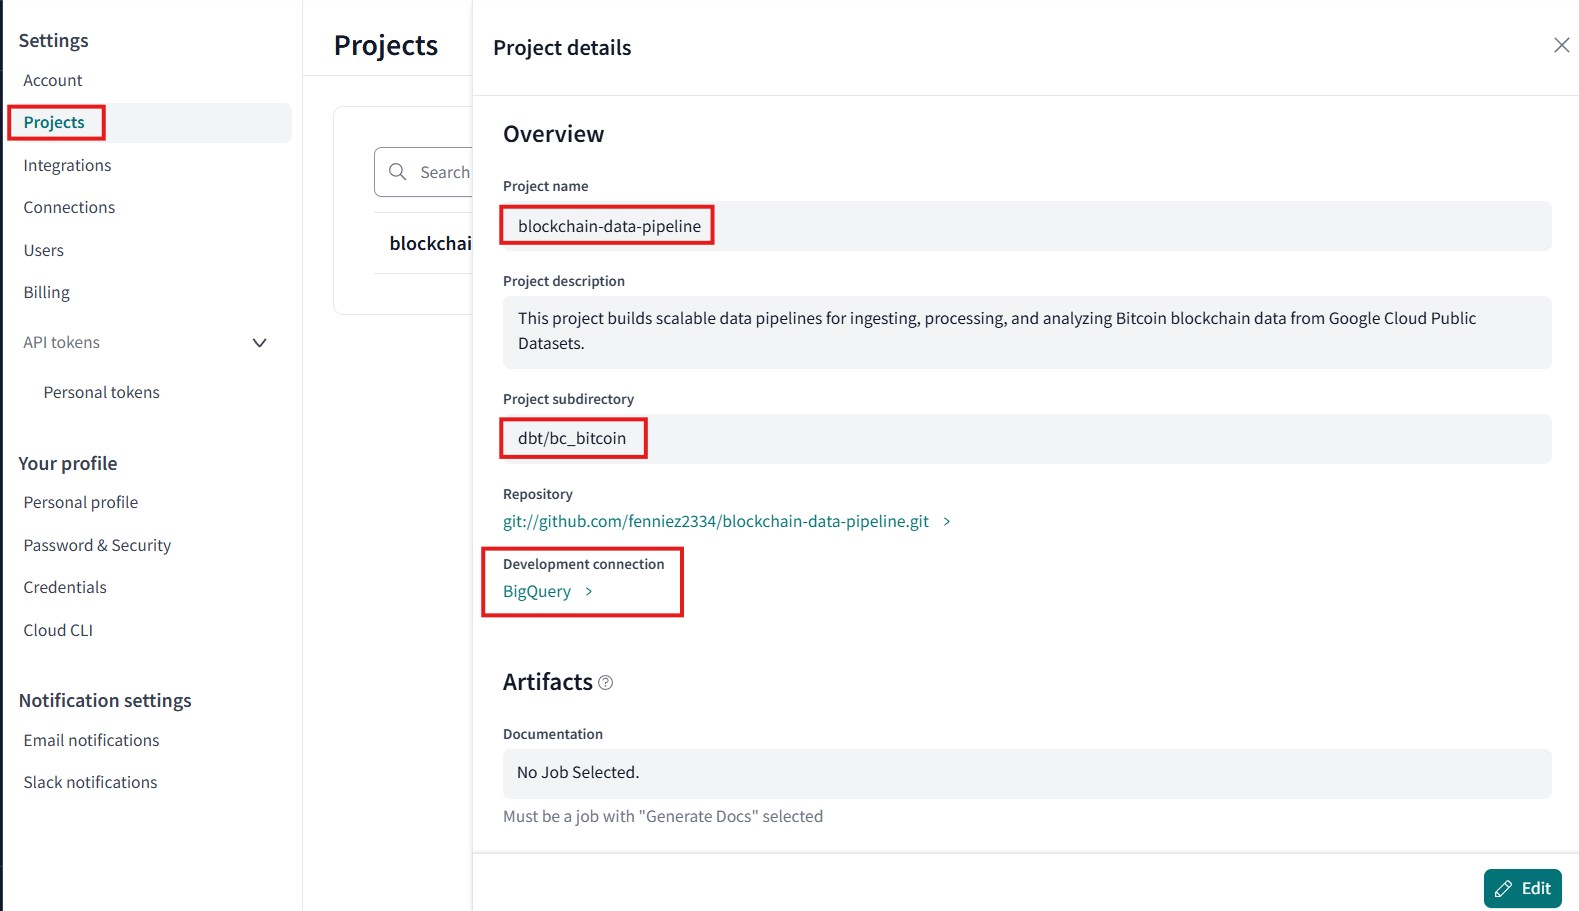 Settings
Account
Projects
Integrations
Connections
Users
Billing
API tokens
Personal tokens
Your profile
Personal profile
Password & Security
Credentials
Cloud CLI
Notification settings
Email notifications
Slack notifications
Projects
Search
blockchai
Project details
Overview
Project name
blockchain-data-pipeline
Project description
This project builds scalable data pipelines for ingesting, processing, and analyzing Bitcoin blockchain data from Google Cloud Public
Datasets.
Project subdirectory
dbt/bc_bitcoin
Repository
git://github.com/fenniez2334/blockchain-data-pipeline.git
Development connection
BigQuery
Artifacts
Documentation
No Job Selected.
Must be a job with "Generate Docs" selected
Edit